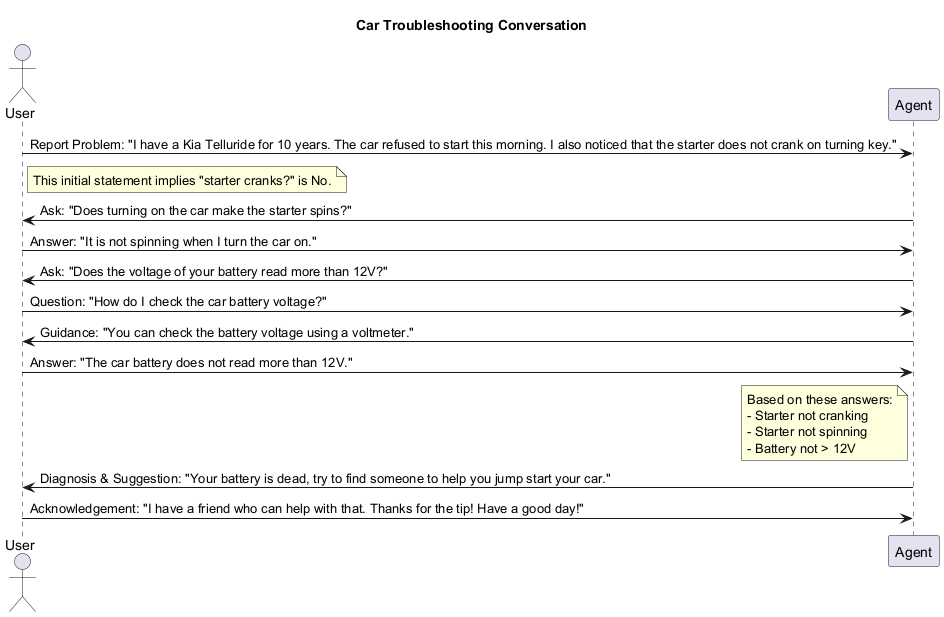 Car Troubleshooting Conversation
User
Agent
Report Problem: "I have a Kia Telluride for 10 years. The car refused to start this morning. I also noticed that the starter does not crank on turning key."
This initial statement implies "starter cranks?" is No.
Ask: "Does turning on the car make the starter spins?"
Answer: "It is not spinning when I turn the car on."
Ask: "Does the voltage of your battery read more than 12V?"
Question: "How do I check the car battery voltage?"
Guidance: "You can check the battery voltage using a voltmeter."
Answer: "The car battery does not read more than 12V."
Based on these answers:
- Starter not cranking
- Starter not spinning
- Battery not > 12V
Diagnosis & Suggestion: "Your battery is dead, try to find someone to help you jump start your car."
Acknowledgement: "I have a friend who can help with that. Thanks for the tip! Have a good day!"
User
Agent